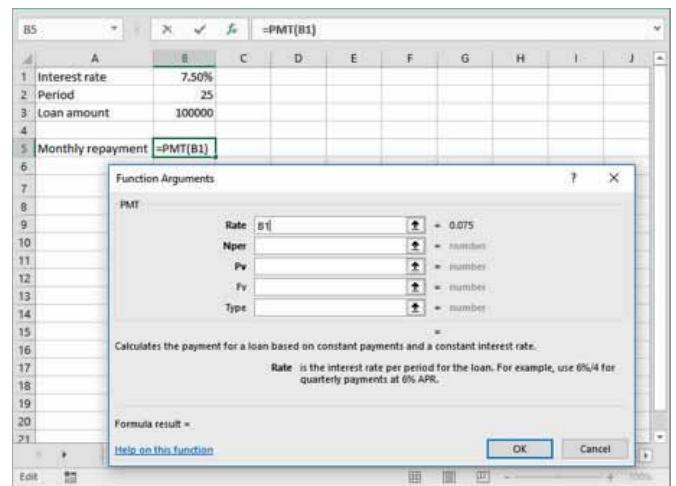 B5 =PMT(B1)
A B C D E F G H I J
1 Interest rate 7.50%
2 Period 25
3 Loan amount 100000
4
5 Monthly repayment =PMT(B1)
6
7
8
9
10
11
12
13
14
15
16
17
18
19
20
21
Function Arguments ? X
PMT
Rate B1 = 0.075
Nper = number
Pv = number
Fv = number
Type = number
=
Calculates the payment for a loan based on constant payments and a constant interest rate.
Rate is the interest rate per period for the loan. For example, use 6%/4 for
quarterly payments at 6% APR.
Formula result =
Help on this function OK Cancel
Edit 100%